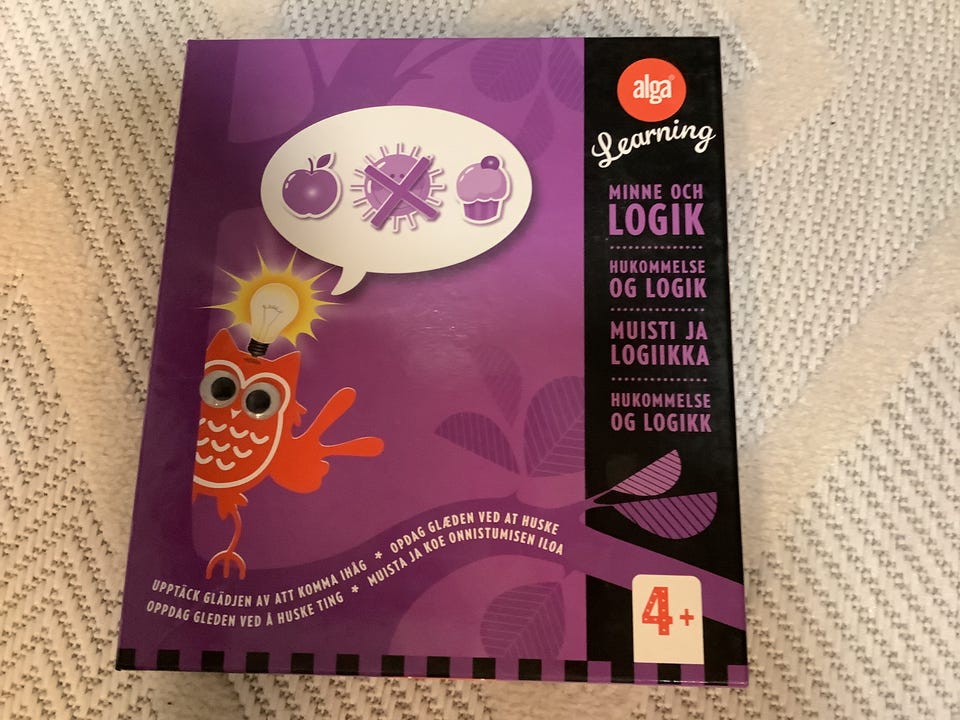 alga
Learning
MINNE OCH
LOGIK
HUKOMMELSE
OG LOGIK
MUISTI JA
LOGIIKKA
HUKOMMELSE
OG LOGIKK
UPPTÄCK GLÄDJEN AV ATT KOMMA IHÅG * OPDAG GLÆDEN VED AT HUSKE
OPPDAG GLEDEN VED Å HUSKE TING * MUISTA JA KOE ONNISTUMISEN ILOA
4+